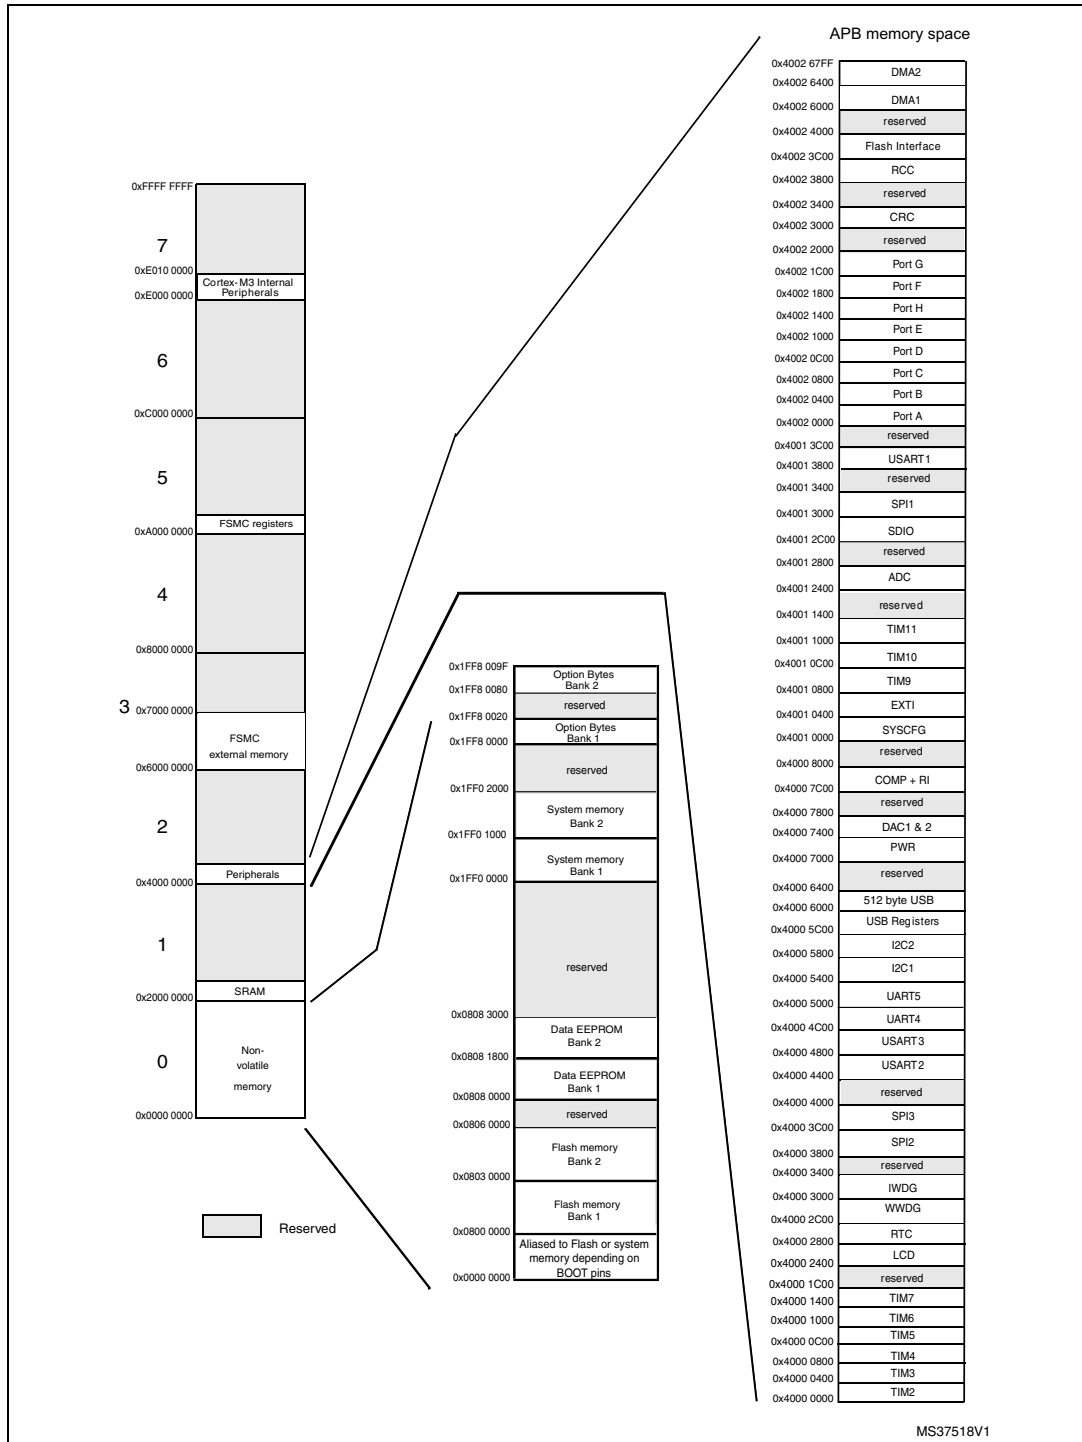 APB memory space
0xFFFF FFFF
7
0xE010 0000
Cortex-M3 Internal
Peripherals
0xE000 0000
6
0xC000 0000
5
FSMC registers
0xA000 0000
4
0x8000 0000
3
0x7000 0000
FSMC
external memory
0x6000 0000
2
Peripherals
0x4000 0000
1
SRAM
0x2000 0000
0
Non-
volatile
memory
0x0000 0000
Reserved
0x1FF8 009F
Option Bytes
Bank 2
0x1FF8 0080
reserved
0x1FF8 0020
Option Bytes
Bank 1
0x1FF8 0000
reserved
0x1FF0 2000
System memory
Bank 2
0x1FF0 1000
System memory
Bank 1
0x1FF0 0000
reserved
0x0808 3000
Data EEPROM
Bank 2
0x0808 1800
Data EEPROM
Bank 1
0x0808 0000
reserved
0x0806 0000
Flash memory
Bank 2
0x0803 0000
Flash memory
Bank 1
0x0800 0000
Aliased to Flash or system
memory depending on
BOOT pins
0x0000 0000
0x4002 67FF
DMA2
0x4002 6400
DMA1
0x4002 6000
reserved
0x4002 4000
Flash Interface
0x4002 3C00
RCC
0x4002 3800
reserved
0x4002 3400
CRC
0x4002 3000
reserved
0x4002 2000
Port G
0x4002 1C00
Port F
0x4002 1800
Port H
0x4002 1400
Port E
0x4002 1000
Port D
0x4002 0C00
Port C
0x4002 0800
Port B
0x4002 0400
Port A
0x4002 0000
reserved
0x4001 3C00
USART1
0x4001 3800
reserved
0x4001 3400
SPI1
0x4001 3000
SDIO
0x4001 2C00
reserved
0x4001 2800
ADC
0x4001 2400
reserved
0x4001 1400
TIM11
0x4001 1000
TIM10
0x4001 0C00
TIM9
0x4001 0800
EXTI
0x4001 0400
SYSCFG
0x4001 0000
reserved
0x4000 8000
COMP + RI
0x4000 7C00
reserved
0x4000 7800
DAC1 & 2
0x4000 7400
PWR
0x4000 7000
reserved
0x4000 6400
512 byte USB
0x4000 6000
USB Registers
0x4000 5C00
I2C2
0x4000 5800
I2C1
0x4000 5400
UART5
0x4000 5000
UART4
0x4000 4C00
USART3
0x4000 4800
USART2
0x4000 4400
reserved
0x4000 4000
SPI3
0x4000 3C00
SPI2
0x4000 3800
reserved
0x4000 3400
IWDG
0x4000 3000
WWDG
0x4000 2C00
RTC
0x4000 2800
LCD
0x4000 2400
reserved
0x4000 1C00
TIM7
0x4000 1400
TIM6
0x4000 1000
TIM5
0x4000 0C00
TIM4
0x4000 0800
TIM3
0x4000 0400
TIM2
0x4000 0000
MS37518V1